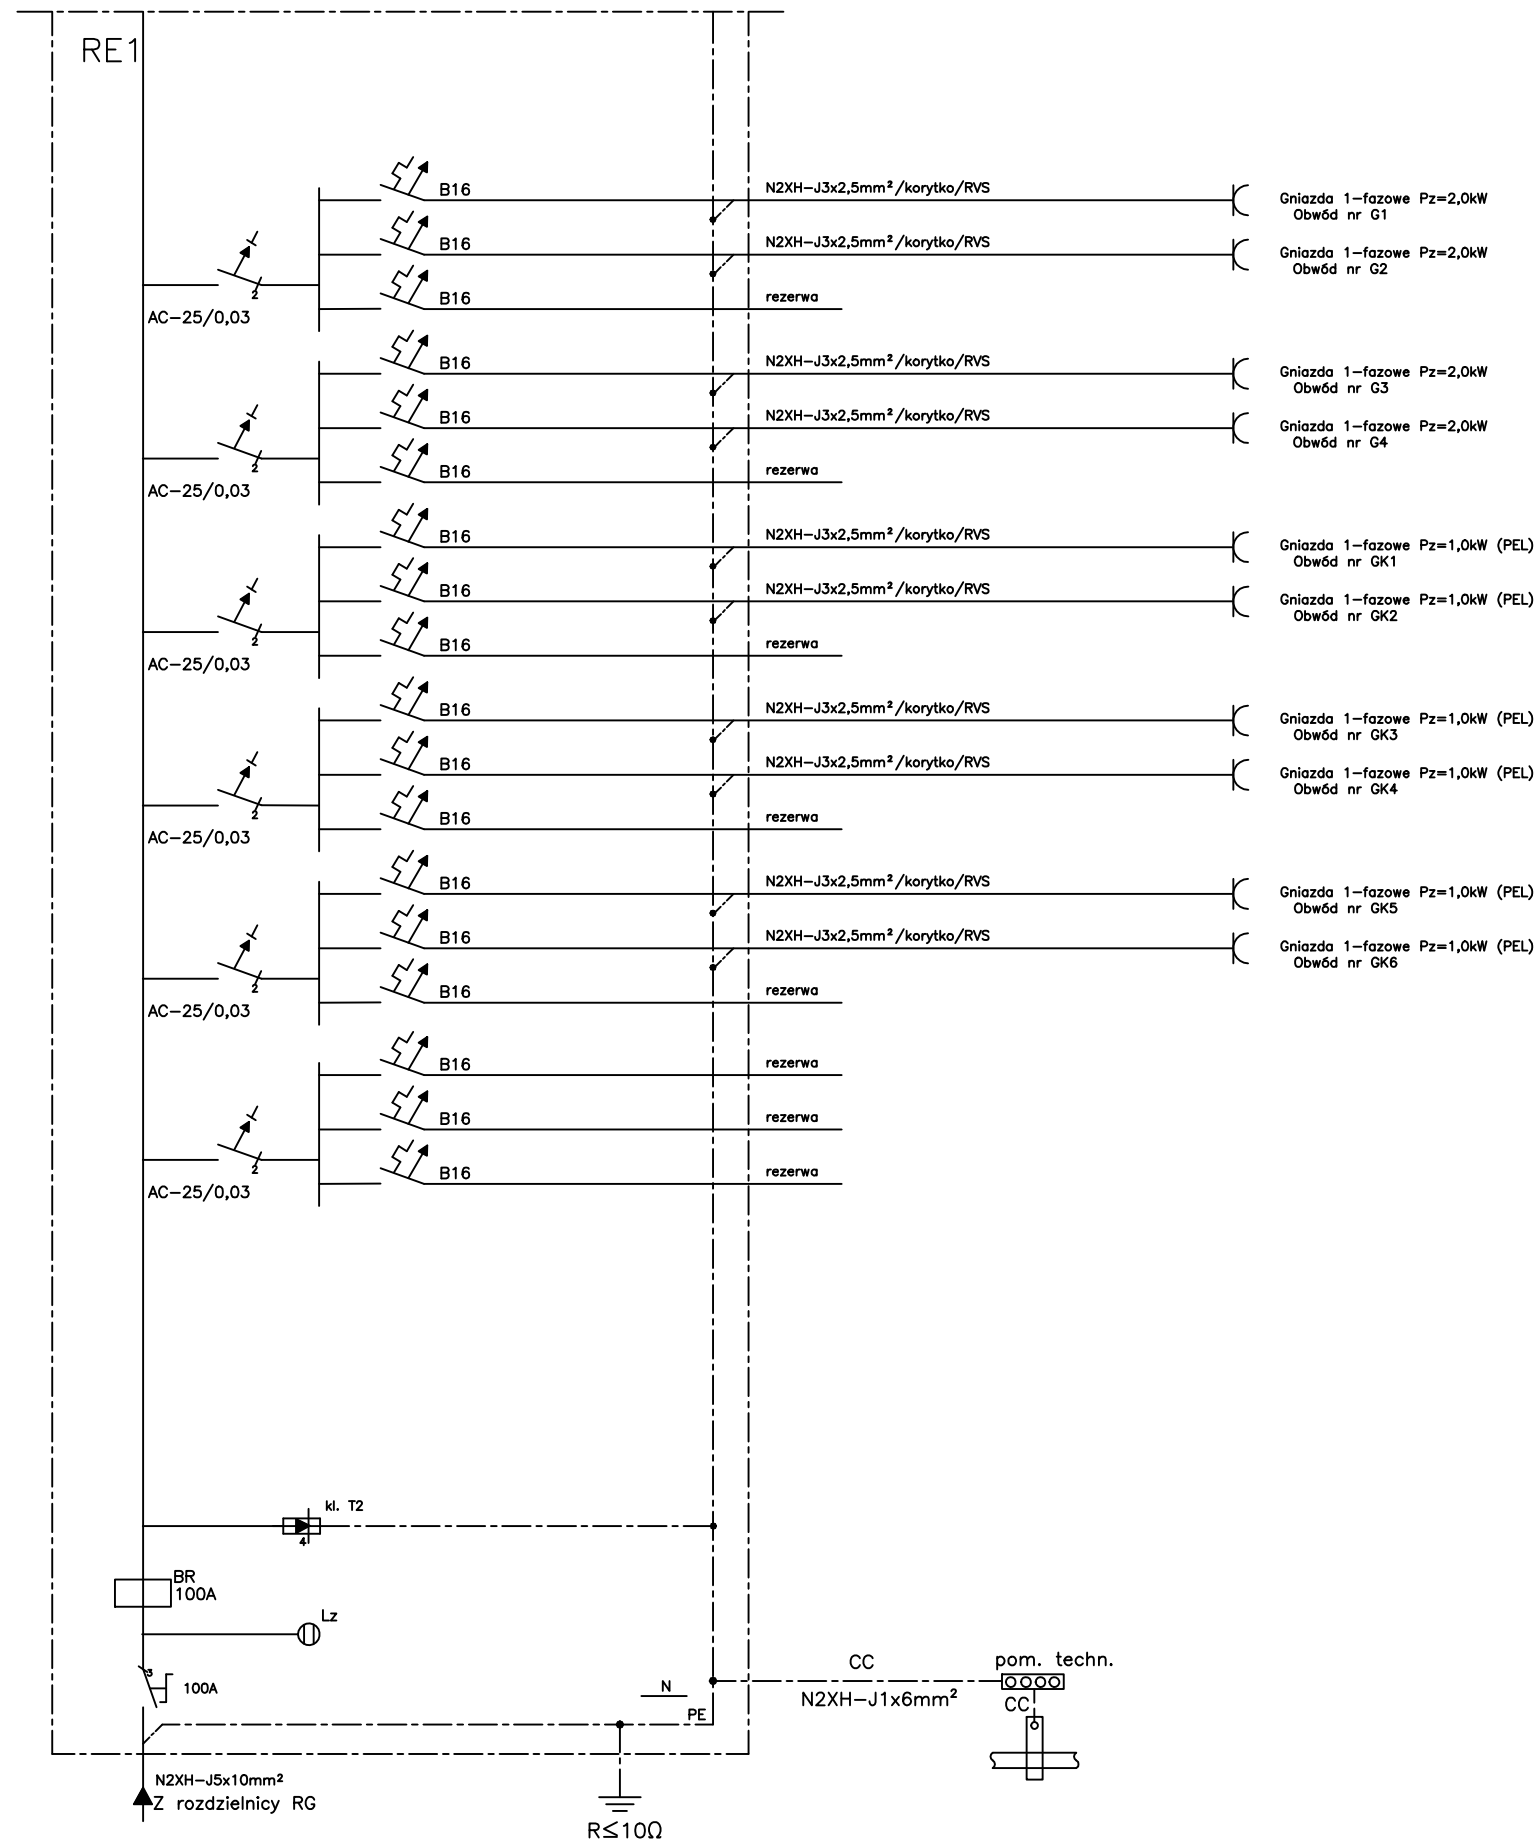 RE1
B16
N2XH-J3x2,5mm²/korytko/RVS
Gniazda 1-fazowe Pz=2,0kW
Obwód nr G1
B16
N2XH-J3x2,5mm²/korytko/RVS
Gniazda 1-fazowe Pz=2,0kW
Obwód nr G2
2
B16
rezerwa
AC-25/0,03
B16
N2XH-J3x2,5mm²/korytko/RVS
Gniazda 1-fazowe Pz=2,0kW
Obwód nr G3
B16
N2XH-J3x2,5mm²/korytko/RVS
Gniazda 1-fazowe Pz=2,0kW
Obwód nr G4
2
B16
rezerwa
AC-25/0,03
B16
N2XH-J3x2,5mm²/korytko/RVS
Gniazda 1-fazowe Pz=1,0kW (PEL)
Obwód nr GK1
B16
N2XH-J3x2,5mm²/korytko/RVS
Gniazda 1-fazowe Pz=1,0kW (PEL)
Obwód nr GK2
2
B16
rezerwa
AC-25/0,03
B16
N2XH-J3x2,5mm²/korytko/RVS
Gniazda 1-fazowe Pz=1,0kW (PEL)
Obwód nr GK3
B16
N2XH-J3x2,5mm²/korytko/RVS
Gniazda 1-fazowe Pz=1,0kW (PEL)
Obwód nr GK4
2
B16
rezerwa
AC-25/0,03
B16
N2XH-J3x2,5mm²/korytko/RVS
Gniazda 1-fazowe Pz=1,0kW (PEL)
Obwód nr GK5
B16
N2XH-J3x2,5mm²/korytko/RVS
Gniazda 1-fazowe Pz=1,0kW (PEL)
Obwód nr GK6
2
B16
rezerwa
AC-25/0,03
B16
rezerwa
B16
rezerwa
2
B16
rezerwa
AC-25/0,03
kl. T2
4
BR
100A
Lz
3
100A
N
PE
CC
N2XH-J1x6mm²
pom. techn.
CC
N2XH-J5x10mm²
Z rozdzielnicy RG
R≤10Ω